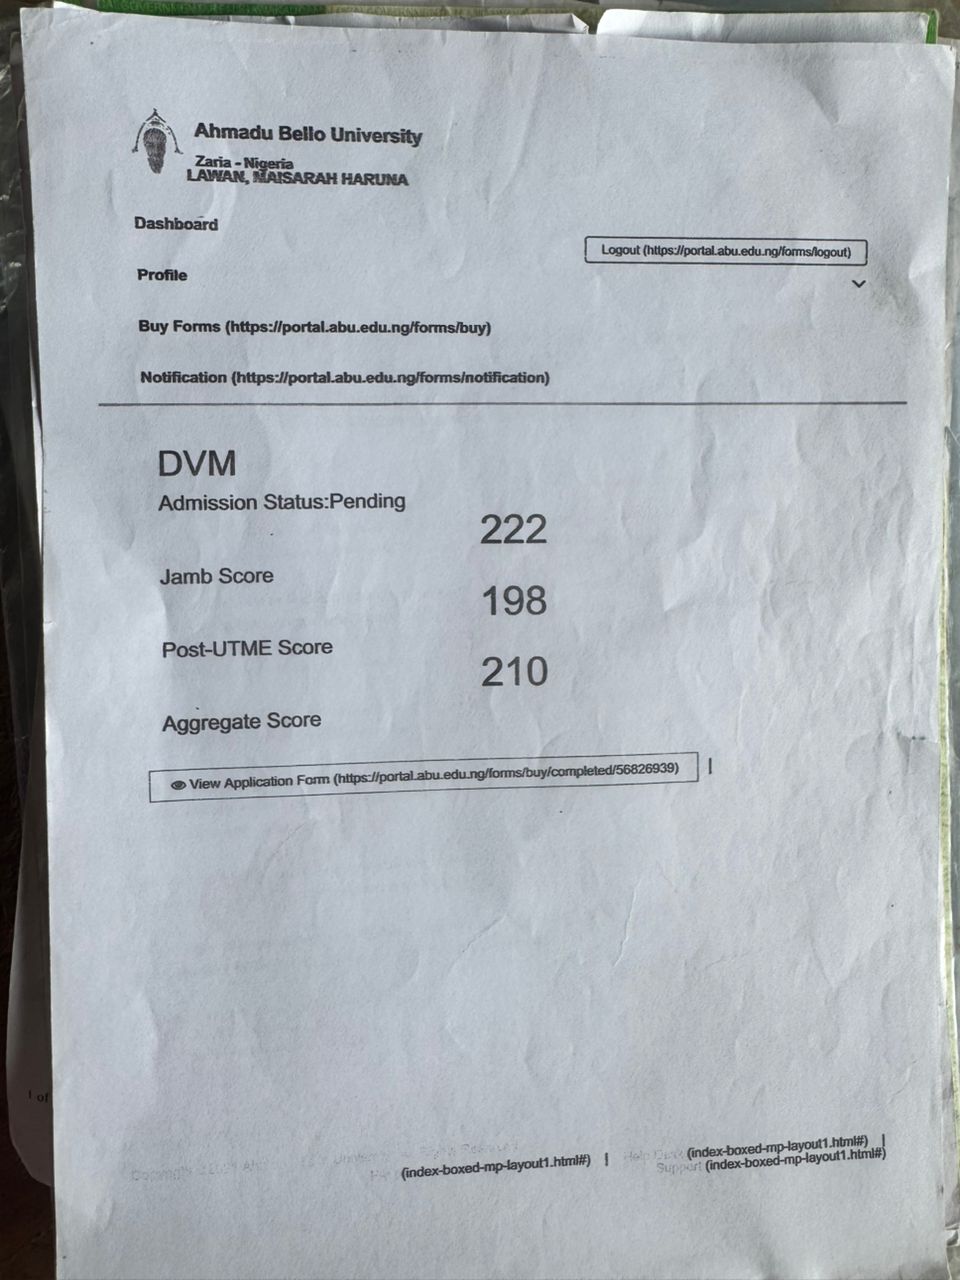 Ahmadu Bello University
Zaria - Nigeria
LAWAN, MAISARAH HARUNA
Dashboard
Logout (https://portal.abu.edu.ng/forms/logout)
Profile
Buy Forms (https://portal.abu.edu.ng/forms/buy)
Notification (https://portal.abu.edu.ng/forms/notification)
DVM
Admission Status:Pending
222
Jamb Score
198
Post-UTME Score
210
Aggregate Score
View Application Form (https://portal.abu.edu.ng/forms/buy/completed/56826939) |
1 of
(index-boxed-mp-layout1.html#) | Help (index-boxed-mp-layout1.html#) |
Support (index-boxed-mp-layout1.html#)